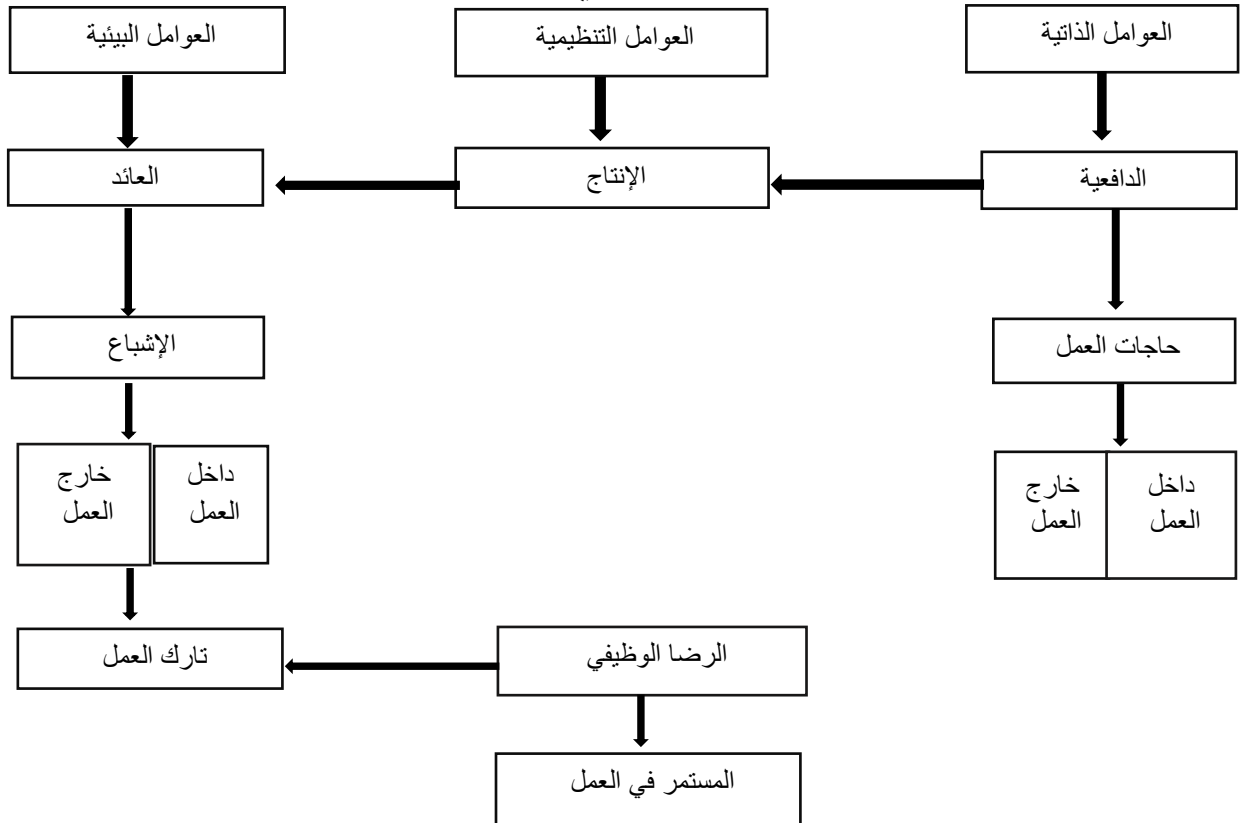 العوامل الذاتية
العوامل التنظيمية
العوامل البيئية
الدافعية
الإنتاج
العائد
حاجات العمل
الإشباع
داخل
العمل
خارج
العمل
داخل
العمل
خارج
العمل
الرضا الوظيفي
تارك العمل
المستمر في العمل